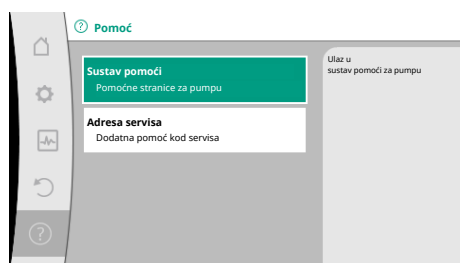 Pomoć
Sustav pomoći
Pomoćne stranice za pumpu
Adresa servisa
Dodatna pomoć kod servisa
Ulaz u
sustav pomoći za pumpu